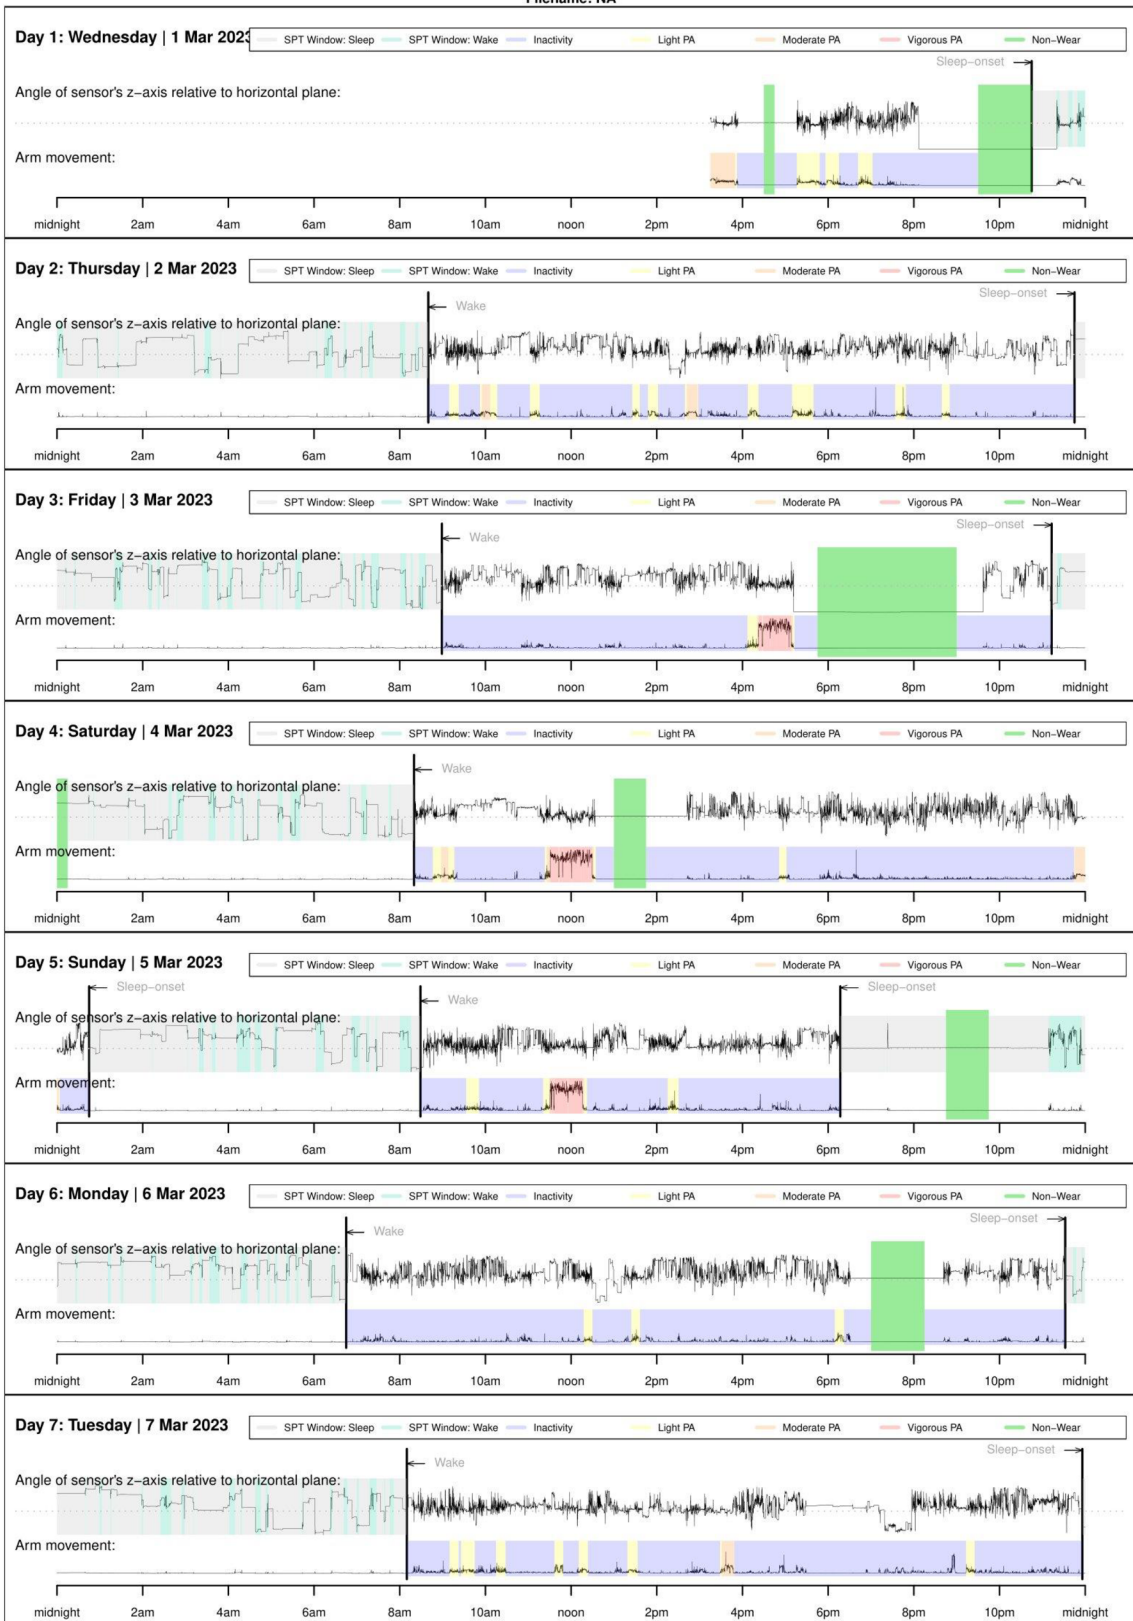 Filename: NA
Day 1: Wednesday | 1 Mar 2023 SPT Window: Sleep SPT Window: Wake Inactivity Light PA Moderate PA Vigorous PA Non−Wear
Sleep−onset
Angle of sensor's z−axis relative to horizontal plane:
Arm movement:
midnight 2am 4am 6am 8am 10am noon 2pm 4pm 6pm 8pm 10pm midnight
Day 2: Thursday | 2 Mar 2023 SPT Window: Sleep SPT Window: Wake Inactivity Light PA Moderate PA Vigorous PA Non−Wear
Wake Sleep−onset
Angle of sensor's z−axis relative to horizontal plane:
Arm movement:
midnight 2am 4am 6am 8am 10am noon 2pm 4pm 6pm 8pm 10pm midnight
Day 3: Friday | 3 Mar 2023 SPT Window: Sleep SPT Window: Wake Inactivity Light PA Moderate PA Vigorous PA Non−Wear
Wake Sleep−onset
Angle of sensor's z−axis relative to horizontal plane:
Arm movement:
midnight 2am 4am 6am 8am 10am noon 2pm 4pm 6pm 8pm 10pm midnight
Day 4: Saturday | 4 Mar 2023 SPT Window: Sleep SPT Window: Wake Inactivity Light PA Moderate PA Vigorous PA Non−Wear
Wake
Angle of sensor's z−axis relative to horizontal plane:
Arm movement:
midnight 2am 4am 6am 8am 10am noon 2pm 4pm 6pm 8pm 10pm midnight
Day 5: Sunday | 5 Mar 2023 SPT Window: Sleep SPT Window: Wake Inactivity Light PA Moderate PA Vigorous PA Non−Wear
Sleep−onset Wake Sleep−onset
Angle of sensor's z−axis relative to horizontal plane:
Arm movement:
midnight 2am 4am 6am 8am 10am noon 2pm 4pm 6pm 8pm 10pm midnight
Day 6: Monday | 6 Mar 2023 SPT Window: Sleep SPT Window: Wake Inactivity Light PA Moderate PA Vigorous PA Non−Wear
Wake Sleep−onset
Angle of sensor's z−axis relative to horizontal plane:
Arm movement:
midnight 2am 4am 6am 8am 10am noon 2pm 4pm 6pm 8pm 10pm midnight
Day 7: Tuesday | 7 Mar 2023 SPT Window: Sleep SPT Window: Wake Inactivity Light PA Moderate PA Vigorous PA Non−Wear
Wake Sleep−onset
Angle of sensor's z−axis relative to horizontal plane:
Arm movement:
midnight 2am 4am 6am 8am 10am noon 2pm 4pm 6pm 8pm 10pm midnight